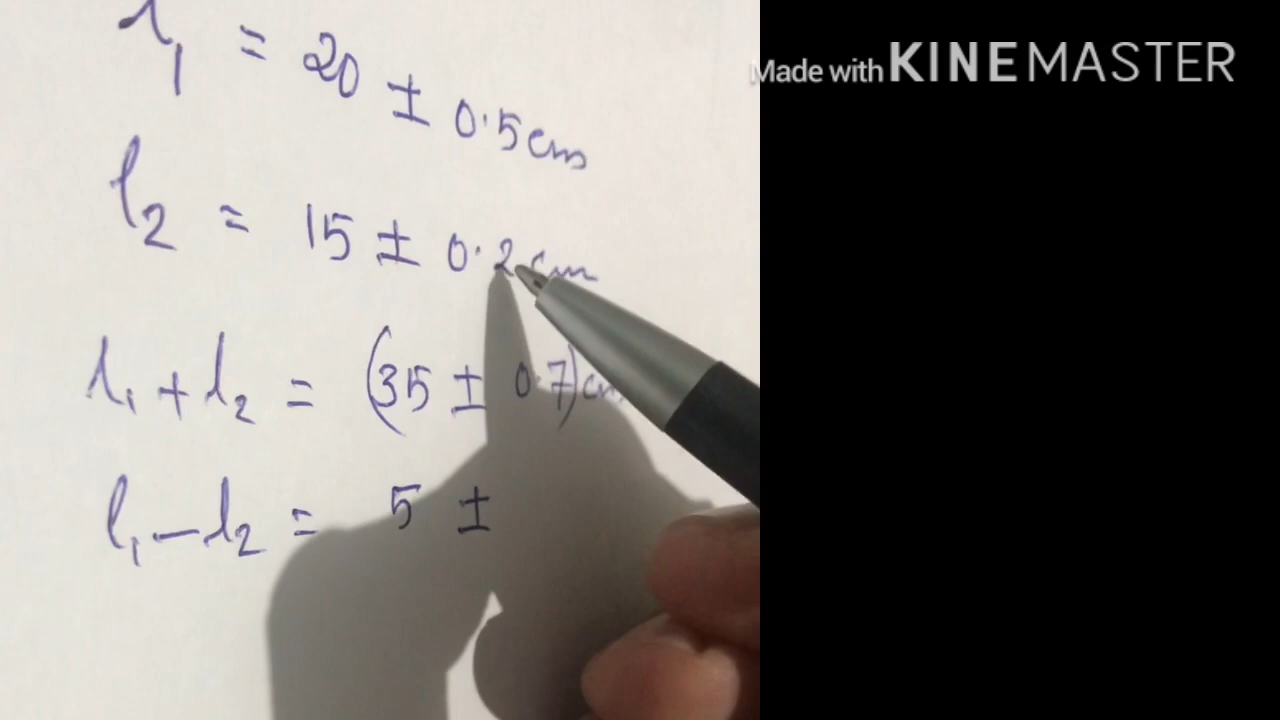 l₁ = 20 ± 0.5 cm
l₂ = 15 ± 0.2 cm
l₁ + l₂ = (35 ± 0.7) cm
l₁ − l₂ = 5 ±
Made with KINEMASTER